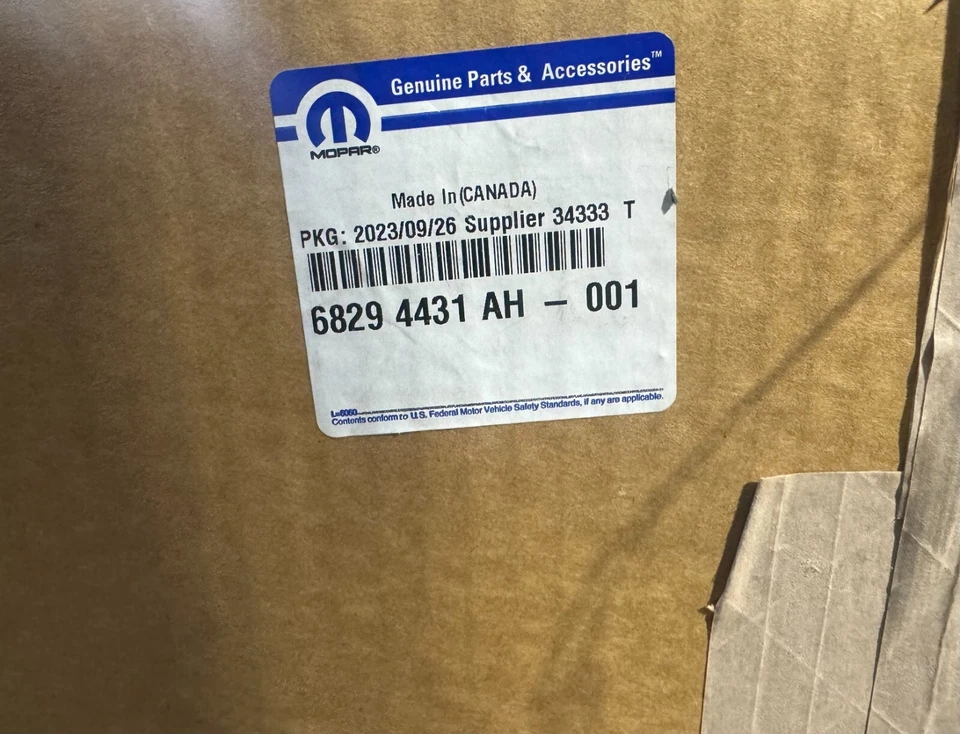 Genuine Parts & Accessories™
MOPAR®
Made In(CANADA)
PKG: 2023/09/26 Supplier 34333 T
6829 4431 AH – 001
L-6060
Contents conform to U.S. Federal Motor Vehicle Safety Standards, if any are applicable.